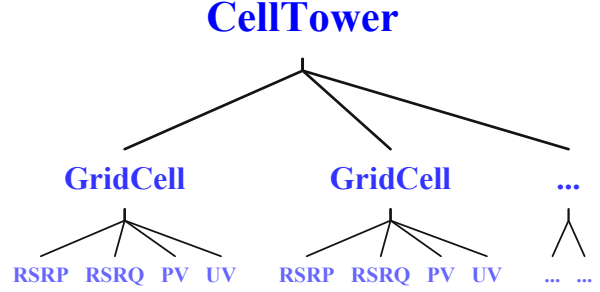 CellTower
GridCell GridCell ...
RSRP RSRQ PV UV RSRP RSRQ PV UV ... ...